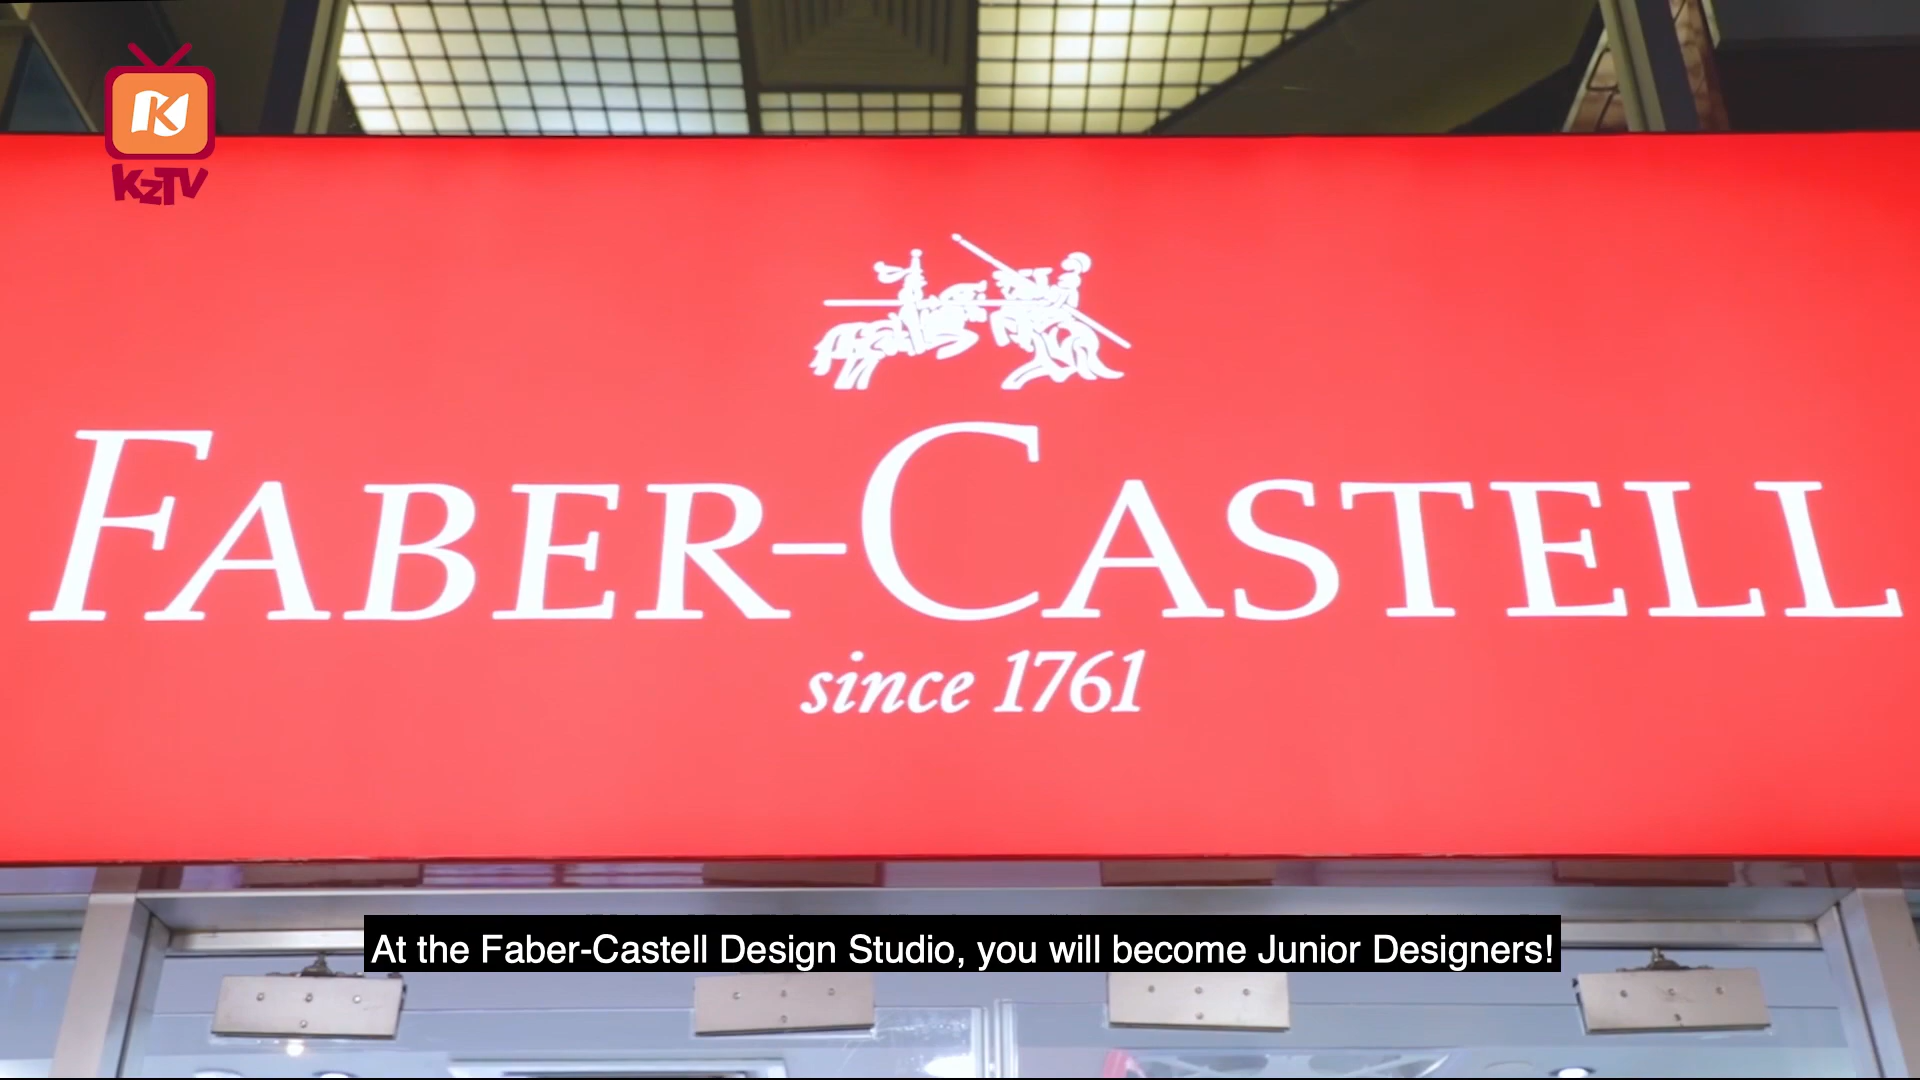 K
KZTV
FABER-CASTELL
since 1761
At the Faber-Castell Design Studio, you will become Junior Designers!